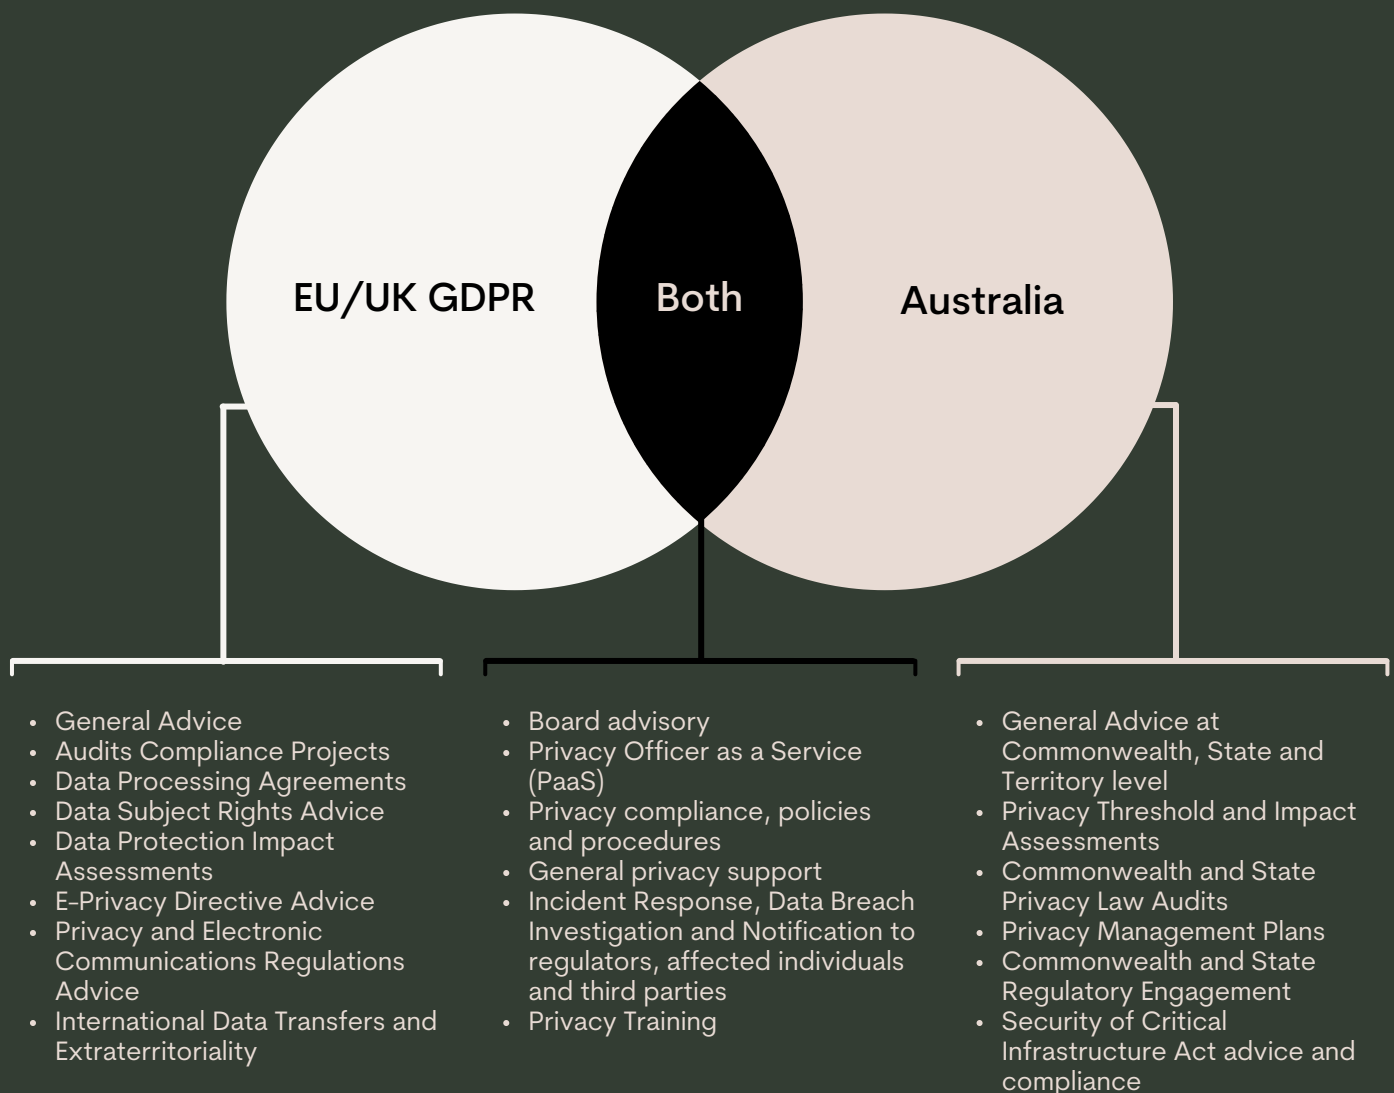 EU/UK GDPR
Both
Australia
• General Advice
• Audits Compliance Projects
• Data Processing Agreements
• Data Subject Rights Advice
• Data Protection Impact
Assessments
• E-Privacy Directive Advice
• Privacy and Electronic
Communications Regulations
Advice
• International Data Transfers and
Extraterritoriality
• Board advisory
• Privacy Officer as a Service
(PaaS)
• Privacy compliance, policies
and procedures
• General privacy support
• Incident Response, Data Breach
Investigation and Notification to
regulators, affected individuals
and third parties
• Privacy Training
• General Advice at
Commonwealth, State and
Territory level
• Privacy Threshold and Impact
Assessments
• Commonwealth and State
Privacy Law Audits
• Privacy Management Plans
• Commonwealth and State
Regulatory Engagement
• Security of Critical
Infrastructure Act advice and
compliance